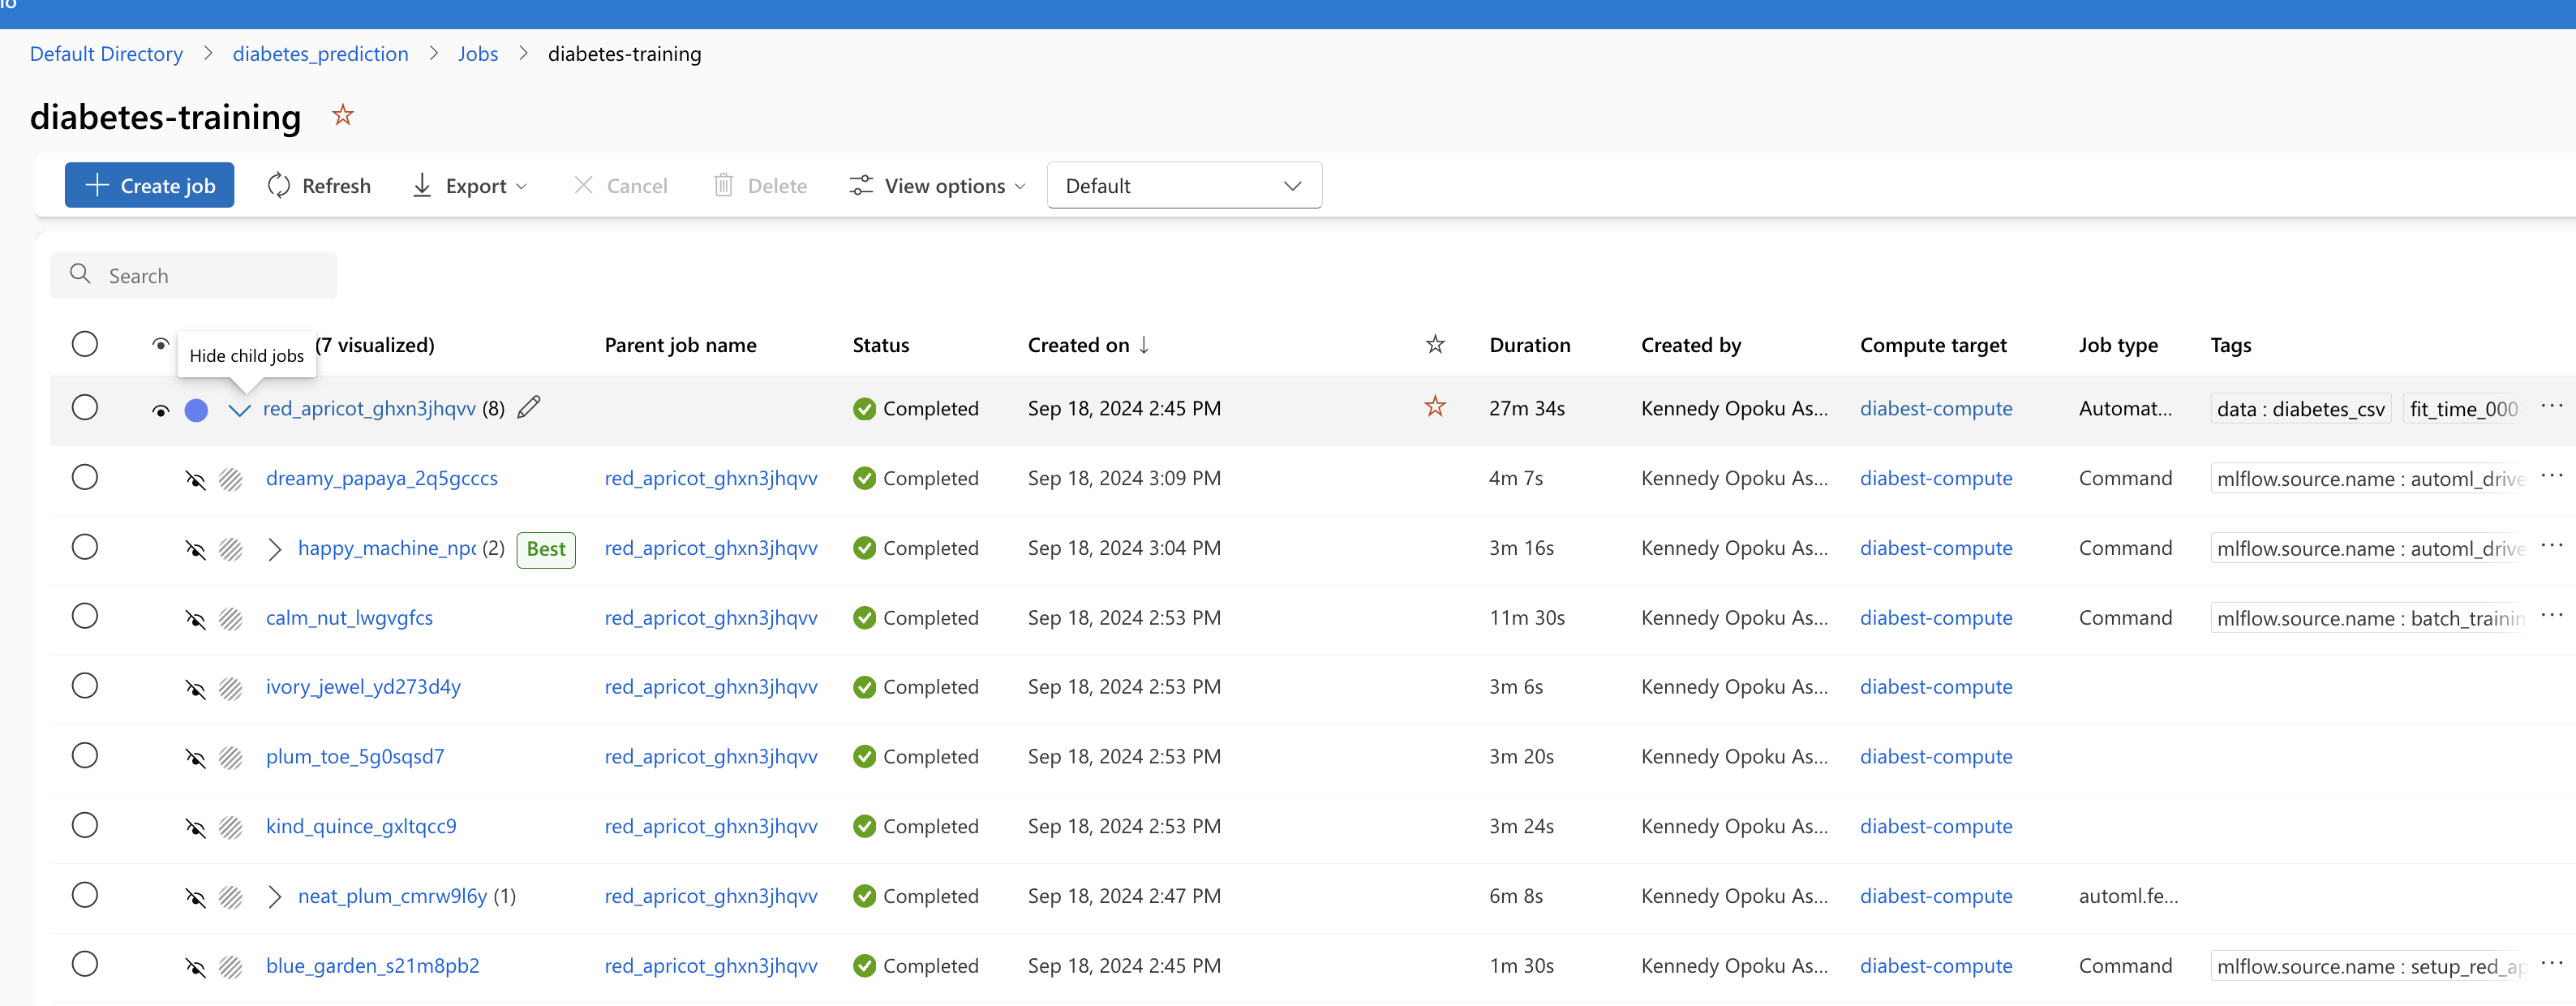 Default Directory > diabetes_prediction > Jobs > diabetes-training
diabetes-training
Create job Refresh Export Cancel Delete View options Default
Search
Hide child jobs (7 visualized) Parent job name Status Created on ↓ Duration Created by Compute target Job type Tags
red_apricot_ghxn3jhqvv (8) Completed Sep 18, 2024 2:45 PM 27m 34s Kennedy Opoku As... diabest-compute Automat... data : diabetes_csv fit_time_000 ...
dreamy_papaya_2q5gcccs red_apricot_ghxn3jhqvv Completed Sep 18, 2024 3:09 PM 4m 7s Kennedy Opoku As... diabest-compute Command mlflow.source.name : automl_drive ...
happy_machine_npc (2) Best red_apricot_ghxn3jhqvv Completed Sep 18, 2024 3:04 PM 3m 16s Kennedy Opoku As... diabest-compute Command mlflow.source.name : automl_drive ...
calm_nut_lwgvgfcs red_apricot_ghxn3jhqvv Completed Sep 18, 2024 2:53 PM 11m 30s Kennedy Opoku As... diabest-compute Command mlflow.source.name : batch_trainin ...
ivory_jewel_yd273d4y red_apricot_ghxn3jhqvv Completed Sep 18, 2024 2:53 PM 3m 6s Kennedy Opoku As... diabest-compute
plum_toe_5g0sqsd7 red_apricot_ghxn3jhqvv Completed Sep 18, 2024 2:53 PM 3m 20s Kennedy Opoku As... diabest-compute
kind_quince_gxltqcc9 red_apricot_ghxn3jhqvv Completed Sep 18, 2024 2:53 PM 3m 24s Kennedy Opoku As... diabest-compute
neat_plum_cmrw9l6y (1) red_apricot_ghxn3jhqvv Completed Sep 18, 2024 2:47 PM 6m 8s Kennedy Opoku As... diabest-compute automl.fe...
blue_garden_s21m8pb2 red_apricot_ghxn3jhqvv Completed Sep 18, 2024 2:45 PM 1m 30s Kennedy Opoku As... diabest-compute Command mlflow.source.name : setup_red_ap ...